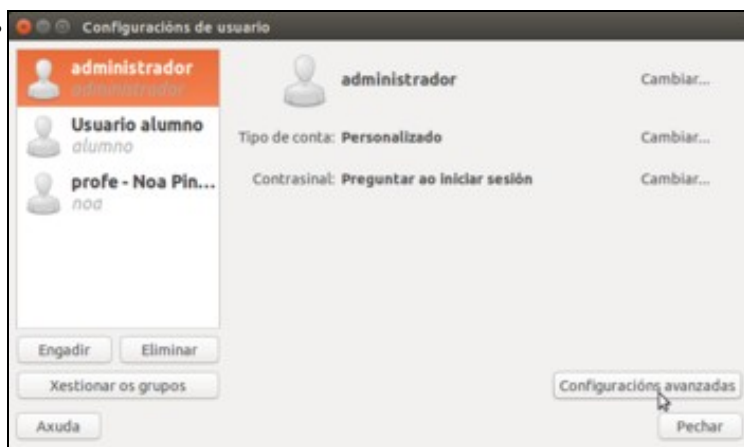 Configuracións de usuario
administrador
administrador
Usuario alumno
alumno
profe - Noa Pin...
noa
Engadir
Eliminar
Xestionar os grupos
Axuda
administrador
Cambiar...
Tipo de conta: Personalizado
Cambiar...
Contrasinal: Preguntar ao iniciar sesión
Cambiar...
Configuracións avanzadas
Pechar